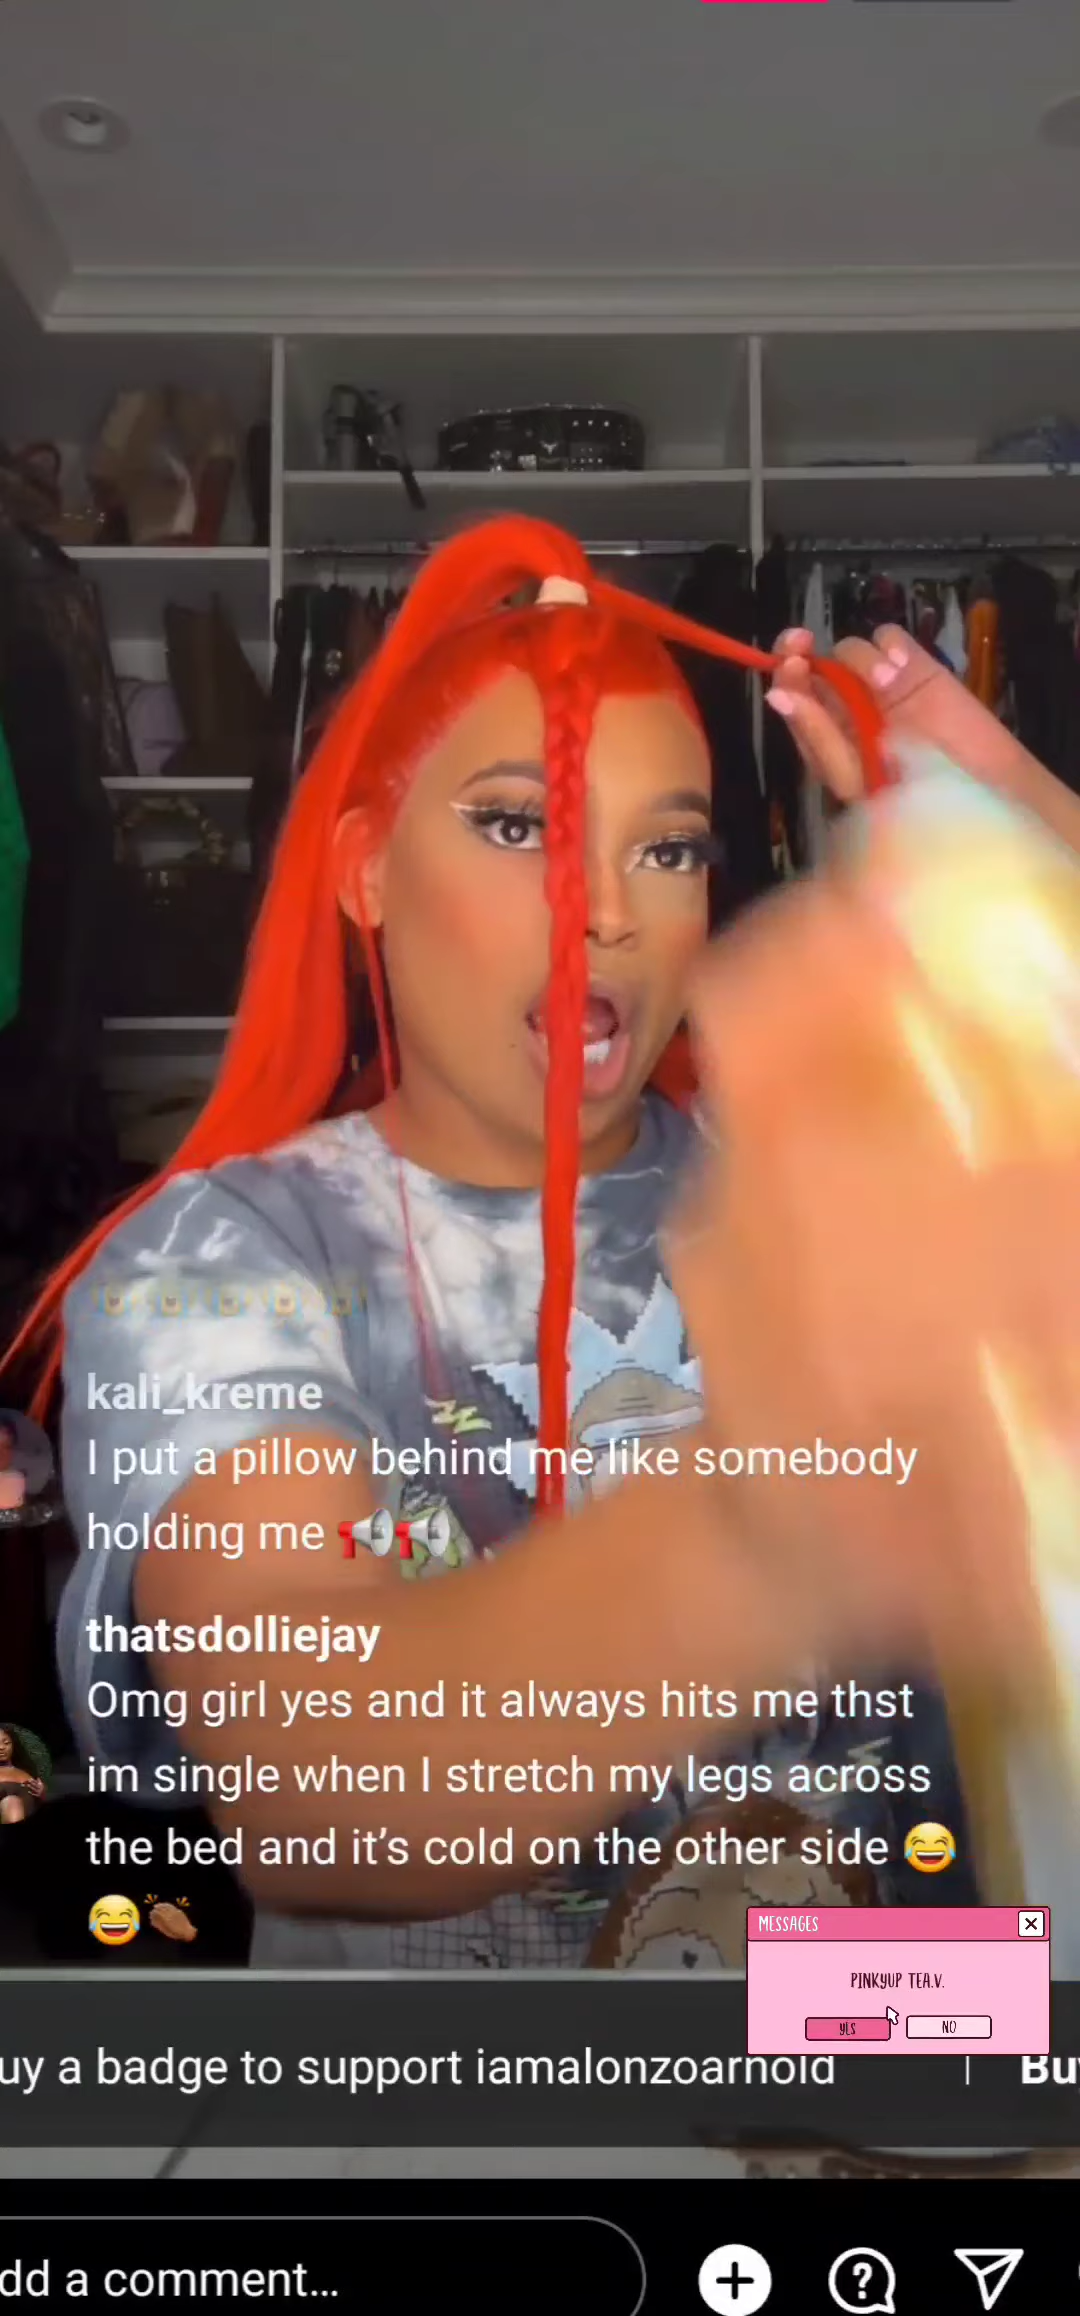 kali_kreme
I put a pillow behind me like somebody
holding me 📢📢
thatsdolliejay
Omg girl yes and it always hits me thst
im single when I stretch my legs across
the bed and it’s cold on the other side 😂
😂👏🏾
MESSAGES
PINKYUP TEA.V.
YES NO
uy a badge to support iamalonzoarnold | Bu
dd a comment...